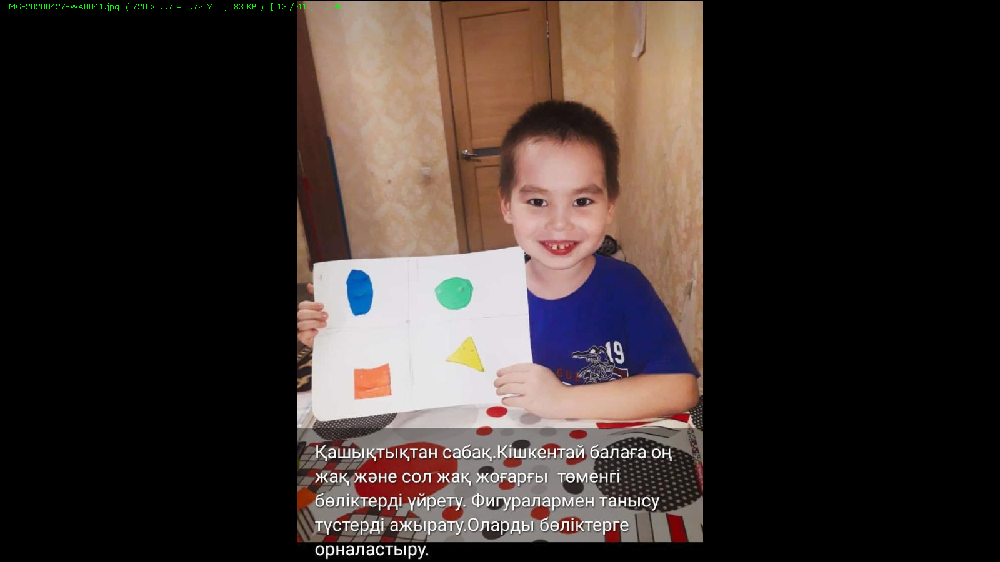 IMG-20200427-WA0041.jpg ( 720 x 997 = 0.72 MP , 83 KB ) [ 13 / 41 ]
19
Қашықтықтан сабақ.Кішкентай балаға оң
жақ және сол жақ жоғарғы төменгі
бөліктерді үйрету. Фигуралармен танысу
түстерді ажырату.Оларды бөліктерге
орналастыру.